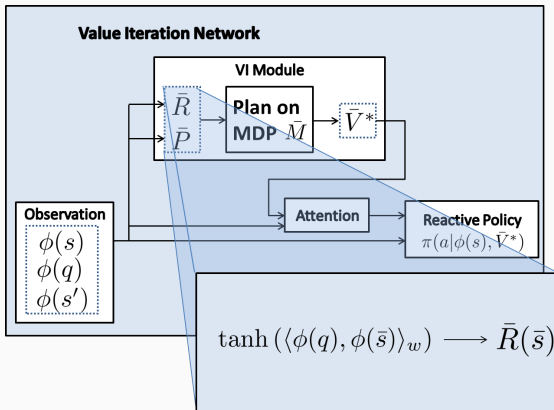 Value Iteration Network
VI Module
R̄
P̄
Plan on
MDP M̄
V̄*
Observation
φ(s)
φ(q)
φ(s′)
Attention
Reactive Policy
π(a|φ(s), V̄*)
tanh (⟨φ(q), φ(s̄)⟩_w) ⟶ R̄(s̄)